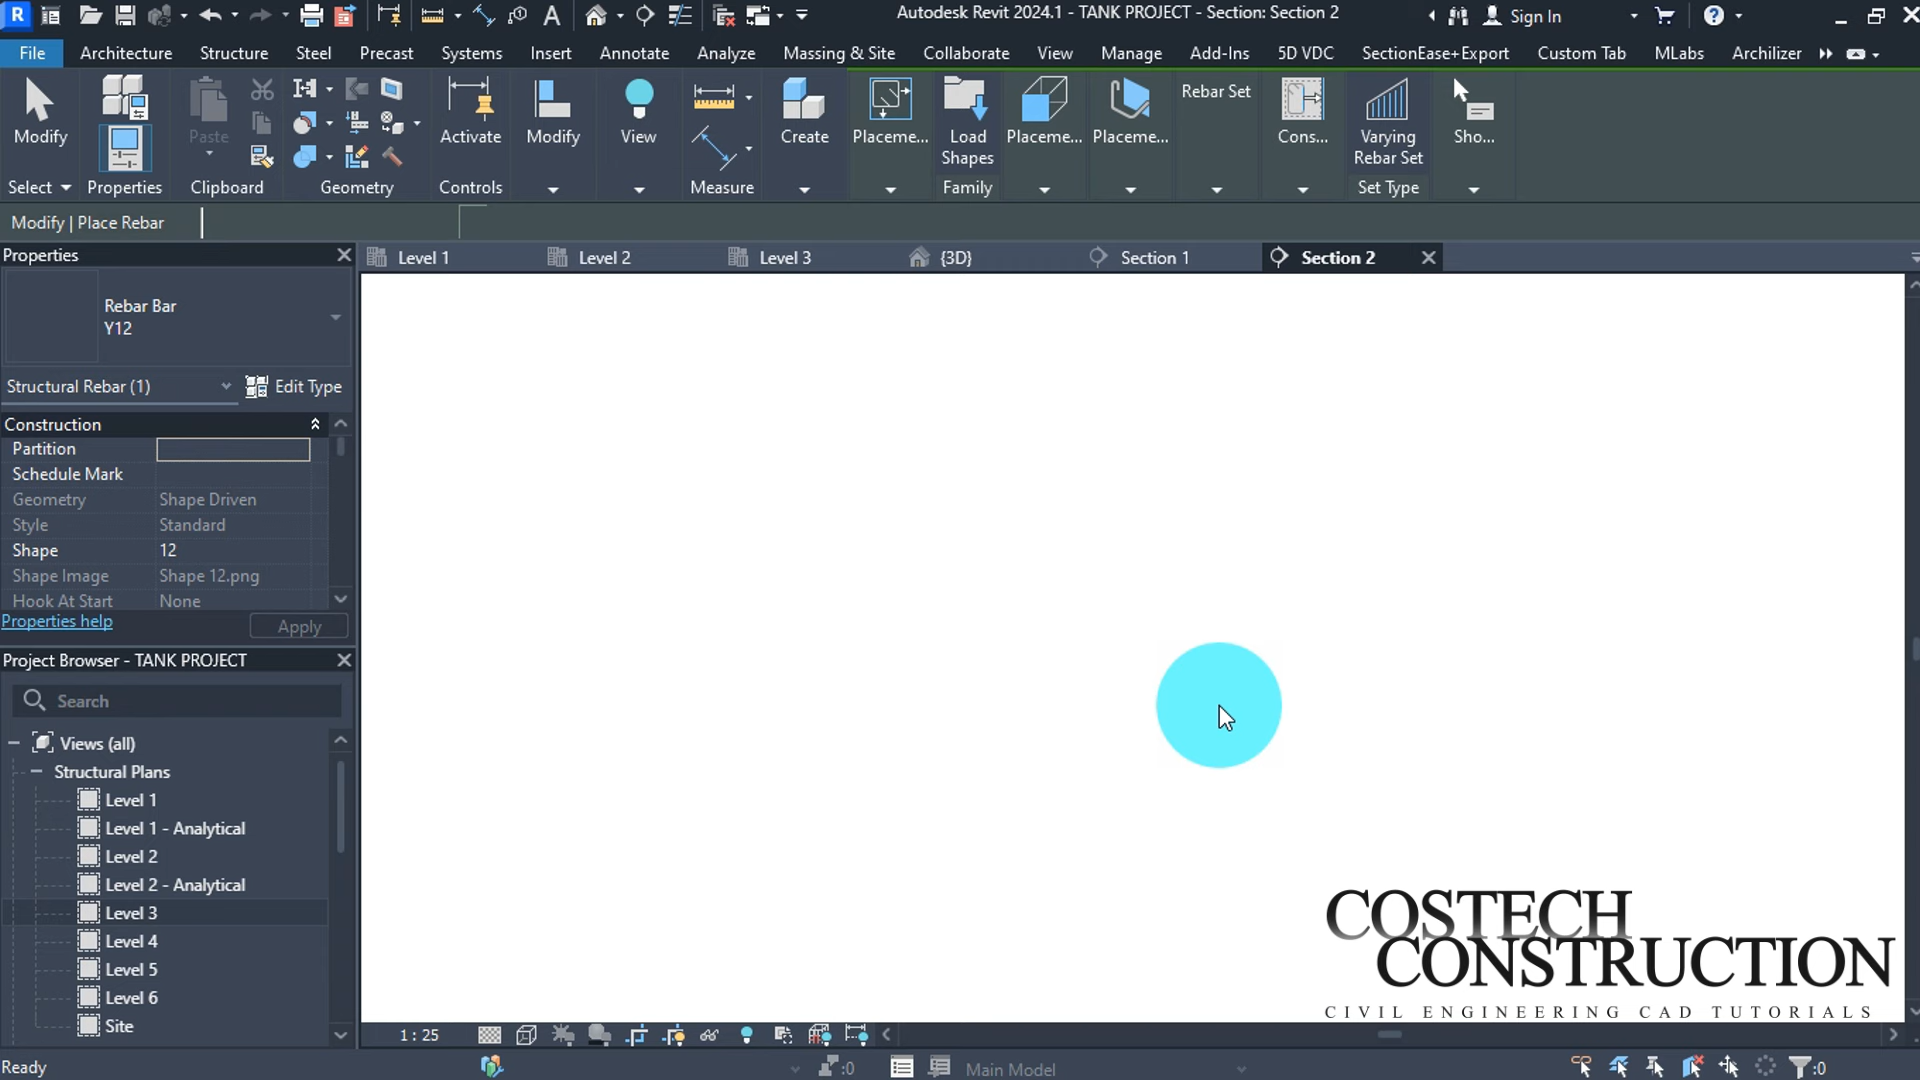 Autodesk Revit 2024.1 - TANK PROJECT - Section: Section 2
Sign In
File Architecture Structure Steel Precast Systems Insert Annotate Analyze Massing & Site Collaborate View Manage Add-Ins 5D VDC SectionEase+Export Custom Tab MLabs Archilizer
Modify Paste Activate Modify View Create Placeme... Load Shapes Placeme... Placeme... Rebar Set Cons... Varying Rebar Set Sho...
Select Properties Clipboard Geometry Controls Measure Family Set Type
Modify | Place Rebar
Properties
Level 1 Level 2 Level 3 {3D} Section 1 Section 2
Rebar Bar
Y12
Structural Rebar (1) Edit Type
Construction
Partition
Schedule Mark
Geometry Shape Driven
Style Standard
Shape 12
Shape Image Shape 12.png
Hook At Start None
Properties help Apply
Project Browser - TANK PROJECT
Search
Views (all)
Structural Plans
Level 1
Level 1 - Analytical
Level 2
Level 2 - Analytical
Level 3
Level 4
Level 5
Level 6
Site
COSTECH
CONSTRUCTION
CIVIL ENGINEERING CAD TUTORIALS
1 : 25
Ready :0 Main Model :0